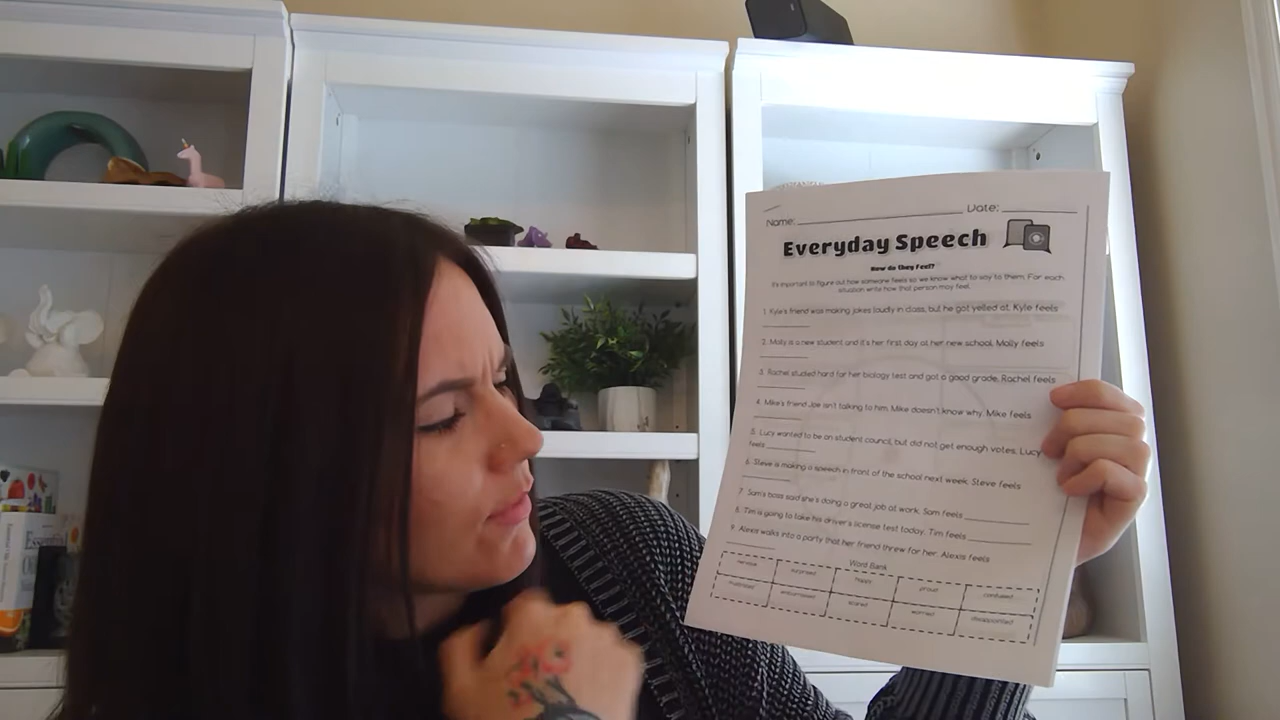 Name: Date:
Everyday Speech
How do they Feel?
It's important to figure out how someone feels so we know what to say to them. For each
situation write how that person may feel.
1. Kyle's friend was making jokes loudly in class, but he got yelled at. Kyle feels
2. Molly is a new student and it's her first day at her new school. Molly feels
3. Rachel studied hard for her biology test and got a good grade. Rachel feels
4. Mike's friend Joe isn't talking to him. Mike doesn't know why. Mike feels
5. Lucy wanted to be on student council, but did not get enough votes. Lucy
feels
6. Steve is making a speech in front of the school next week. Steve feels
7. Sam's boss said she's doing a great job at work. Sam feels
8. Tim is going to take his driver's license test today. Tim feels
9. Alexis walks into a party that her friend threw for her. Alexis feels
Word Bank
nervous surprised happy proud confused
frustrated embarrassed scared worried disappointed
Essential